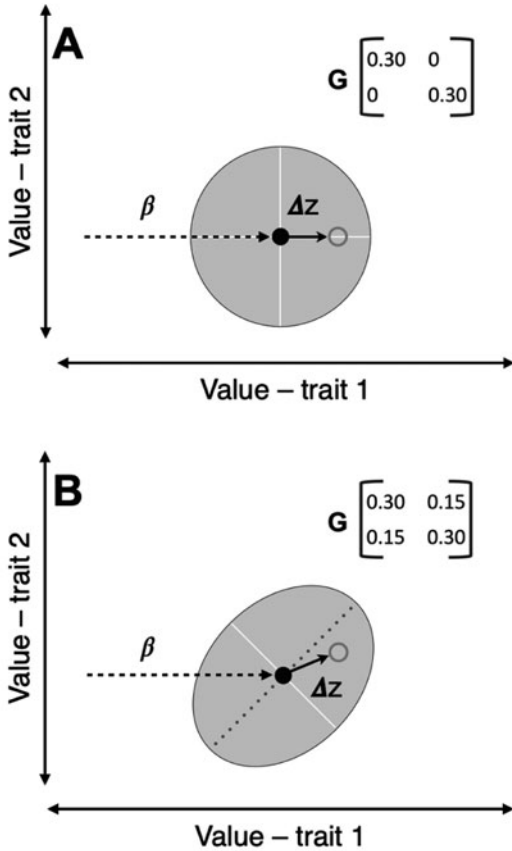 A
G
0.30 0
0 0.30
Value – trait 2
β
Δz
Value – trait 1
B
G
0.30 0.15
0.15 0.30
Value – trait 2
β
Δz
Value – trait 1